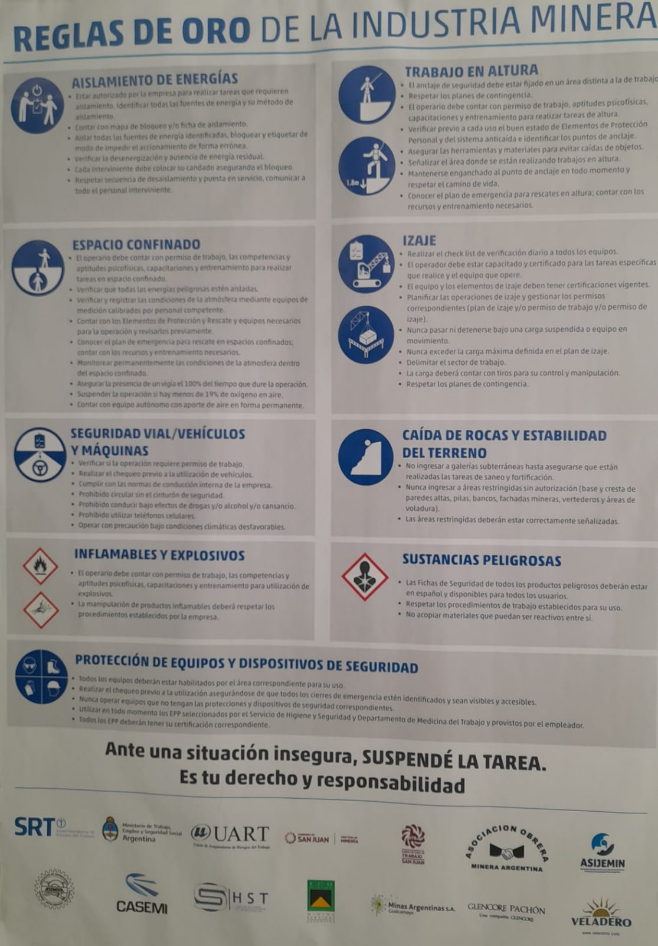 REGLAS DE ORO DE LA INDUSTRIA MINERA
AISLAMIENTO DE ENERGÍAS
• Estar autorizado por la empresa para realizar tareas que requieren
aislamiento. Identificar todas las fuentes de energía y su método de
aislamiento.
• Contar con mapa de bloqueo y/o ficha de aislamiento.
• Aislar todas las fuentes de energía identificadas, bloquear y etiquetar de
modo de impedir el accionamiento de forma errónea.
• Verificar la desenergización y ausencia de energía residual.
• Cada interviniente debe colocar su candado asegurando el bloqueo.
• Respetar secuencia de desaislamiento y puesta en servicio, comunicar a
todo el personal interviniente.
TRABAJO EN ALTURA
• El anclaje de seguridad debe estar fijado en un área distinta a la de trabajo
• Respetar los planes de contingencia.
• El operario debe contar con permiso de trabajo, aptitudes psicofísicas,
capacitaciones y entrenamiento para realizar tareas de altura.
• Verificar previo a cada uso el buen estado de Elementos de Protección
Personal y del sistema anticaída e identificar los puntos de anclaje.
• Asegurar las herramientas y materiales para evitar caídas de objetos.
• Señalizar el área donde se están realizando trabajos en altura.
• Mantenerse enganchado al punto de anclaje en todo momento y
respetar el camino de vida.
• Conocer el plan de emergencia para rescates en altura; contar con los
recursos y entrenamiento necesarios.
1.8m
ESPACIO CONFINADO
• El operario debe contar con permiso de trabajo, las competencias y
aptitudes psicofísicas, capacitaciones y entrenamiento para realizar
tareas en espacio confinado.
• Verificar que todas las energías peligrosas estén aisladas.
• Verificar y registrar las condiciones de la atmósfera mediante equipos de
medición calibrados por personal competente.
• Contar con los Elementos de Protección y Rescate y equipos necesarios
para la operación y revisarlos previamente.
• Conocer el plan de emergencia para rescate en espacios confinados;
contar con los recursos y entrenamiento necesarios.
• Monitorear permanentemente las condiciones de la atmosfera dentro
del espacio confinado.
• Asegurar la presencia de un vigía el 100% del tiempo que dure la operación.
• Suspender la operación si hay menos de 19% de oxígeno en aire.
• Contar con equipo autónomo con aporte de aire en forma permanente.
IZAJE
• Realizar el check list de verificación diario a todos los equipos.
• El operador debe estar capacitado y certificado para las tareas específicas
que realice y el equipo que opere.
• El equipo y los elementos de izaje deben tener certificaciones vigentes.
• Planificar las operaciones de izaje y gestionar los permisos
correspondientes (plan de izaje y/o permiso de trabajo y/o permiso de
izaje).
• Nunca pasar ni detenerse bajo una carga suspendida o equipo en
movimiento.
• Nunca exceder la carga máxima definida en el plan de izaje.
• Delimitar el sector de trabajo.
• La carga deberá contar con tiros para su control y manipulación.
• Respetar los planes de contingencia.
SEGURIDAD VIAL/VEHÍCULOS
Y MÁQUINAS
• Verificar si la operación requiere permiso de trabajo.
• Realizar el chequeo previo a la utilización de vehículos.
• Cumplir con las normas de conducción interna de la empresa.
• Prohibido circular sin el cinturón de seguridad.
• Prohibido conducir bajo efectos de drogas y/o alcohol y/o cansancio.
• Prohibido utilizar teléfonos celulares.
• Operar con precaución bajo condiciones climáticas desfavorables.
CAÍDA DE ROCAS Y ESTABILIDAD
DEL TERRENO
• No ingresar a galerías subterráneas hasta asegurarse que están
realizadas las tareas de saneo y fortificación.
• Nunca ingresar a áreas restringidas sin autorización (base y cresta de
paredes altas, pilas, bancos, fachadas mineras, vertederos y áreas de
voladura).
• Las áreas restringidas deberán estar correctamente señalizadas.
INFLAMABLES Y EXPLOSIVOS
• El operario debe contar con permiso de trabajo, las competencias y
aptitudes psicofísicas, capacitaciones y entrenamiento para utilización de
explosivos.
• La manipulación de productos inflamables deberá respetar los
procedimientos establecidos por la empresa.
SUSTANCIAS PELIGROSAS
• Las Fichas de Seguridad de todos los productos peligrosos deberán estar
en español y disponibles para todos los usuarios.
• Respetar los procedimientos de trabajo establecidos para su uso.
• No acopiar materiales que puedan ser reactivos entre sí.
PROTECCIÓN DE EQUIPOS Y DISPOSITIVOS DE SEGURIDAD
• Todos los equipos deberán estar habilitados por el área correspondiente para su uso.
• Realizar el chequeo previo a la utilización asegurándose de que todos los cierres de emergencia estén identificados y sean visibles y accesibles.
• Nunca operar equipos que no tengan las protecciones y dispositivos de seguridad correspondientes.
• Utilizar en todo momento los EPP seleccionados por el Servicio de Higiene y Seguridad y Departamento de Medicina del Trabajo y provistos por el empleador.
• Todos los EPP deberán tener su certificación correspondiente.
Ante una situación insegura, SUSPENDÉ LA TAREA.
Es tu derecho y responsabilidad
SRT
Ministerio de Trabajo,
Empleo y Seguridad Social
Argentina
UART
Unión de Aseguradoras de Riesgos del Trabajo
SAN JUAN
MINERÍA
TRABAJO
SAN JUAN
ASOCIACION OBRERA
MINERA ARGENTINA
ASIJEMIN
CASEMI
SHST
Minas Argentinas S.A.
Gualcamayo
GLENCORE PACHÓN
Una compañía GLENCORE
VELADERO